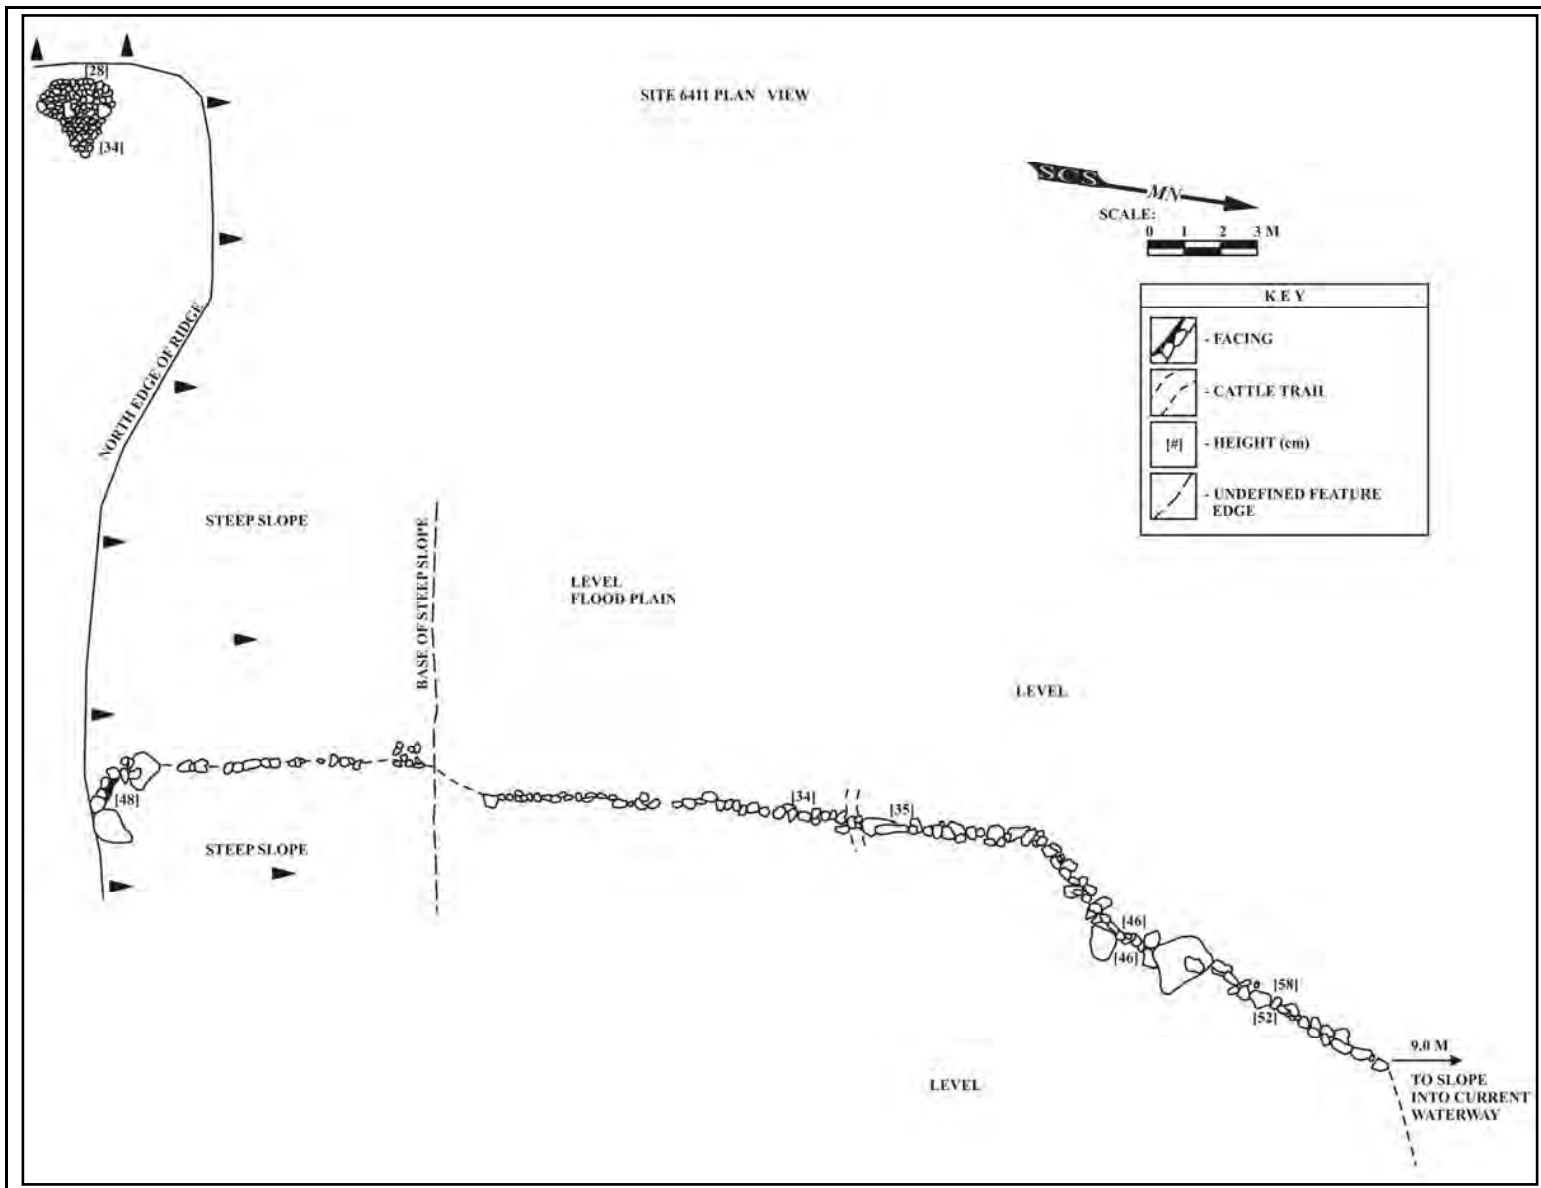 [28]
SITE 6411 PLAN VIEW
[34]
SCS
MN
SCALE:
0 1 2 3 M
KEY
- FACING
- CATTLE TRAIL
[#]
- HEIGHT (cm)
- UNDEFINED FEATURE
EDGE
NORTH EDGE OF RIDGE
STEEP SLOPE
BASE OF STEEP SLOPE
LEVEL
FLOOD PLAIN
LEVEL
[48]
[34]
[35]
STEEP SLOPE
[46]
[46]
[58]
[52]
9.0 M
TO SLOPE
INTO CURRENT
WATERWAY
LEVEL